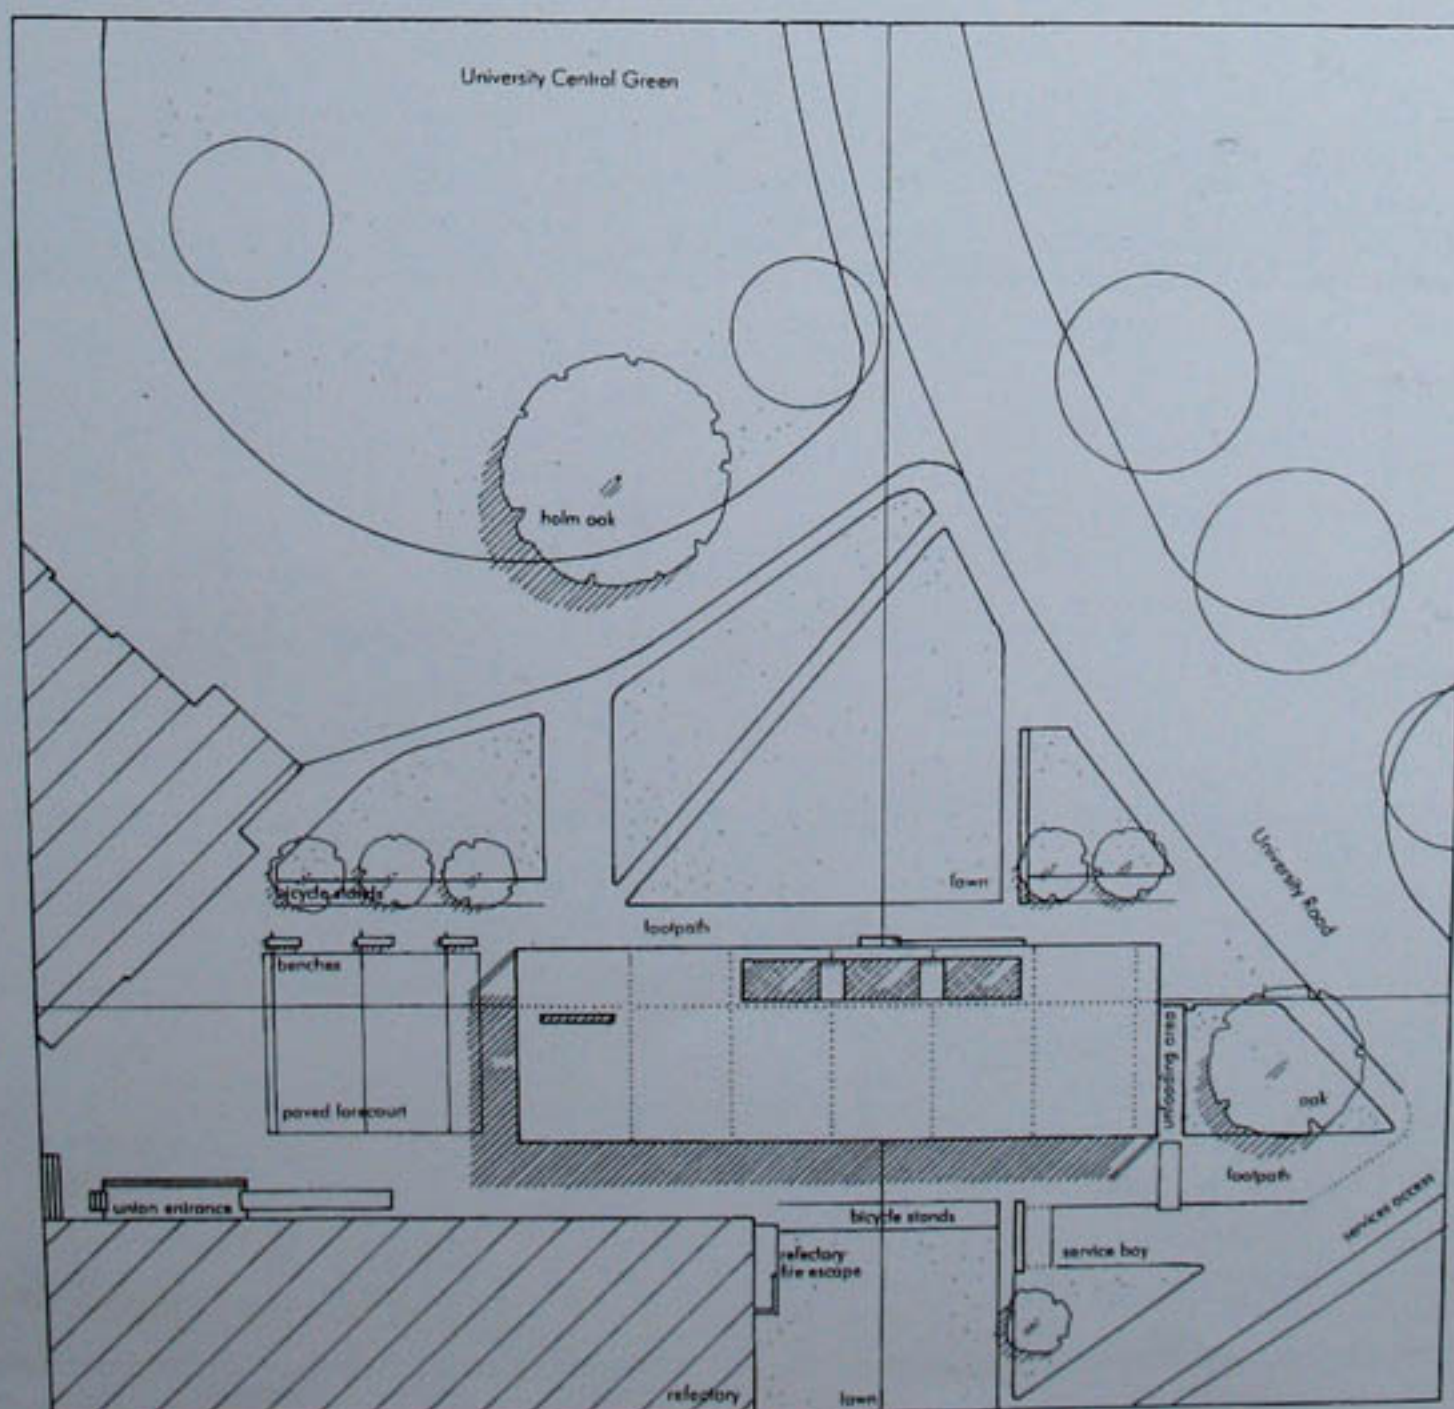 University Central Green
holm oak
University Road
bicycle stands
lawn
footpath
benches
unloading area
oak
paved forecourt
footpath
services access
union entrance
bicycle stands
refectory
fire escape
service bay
refectory
lawn